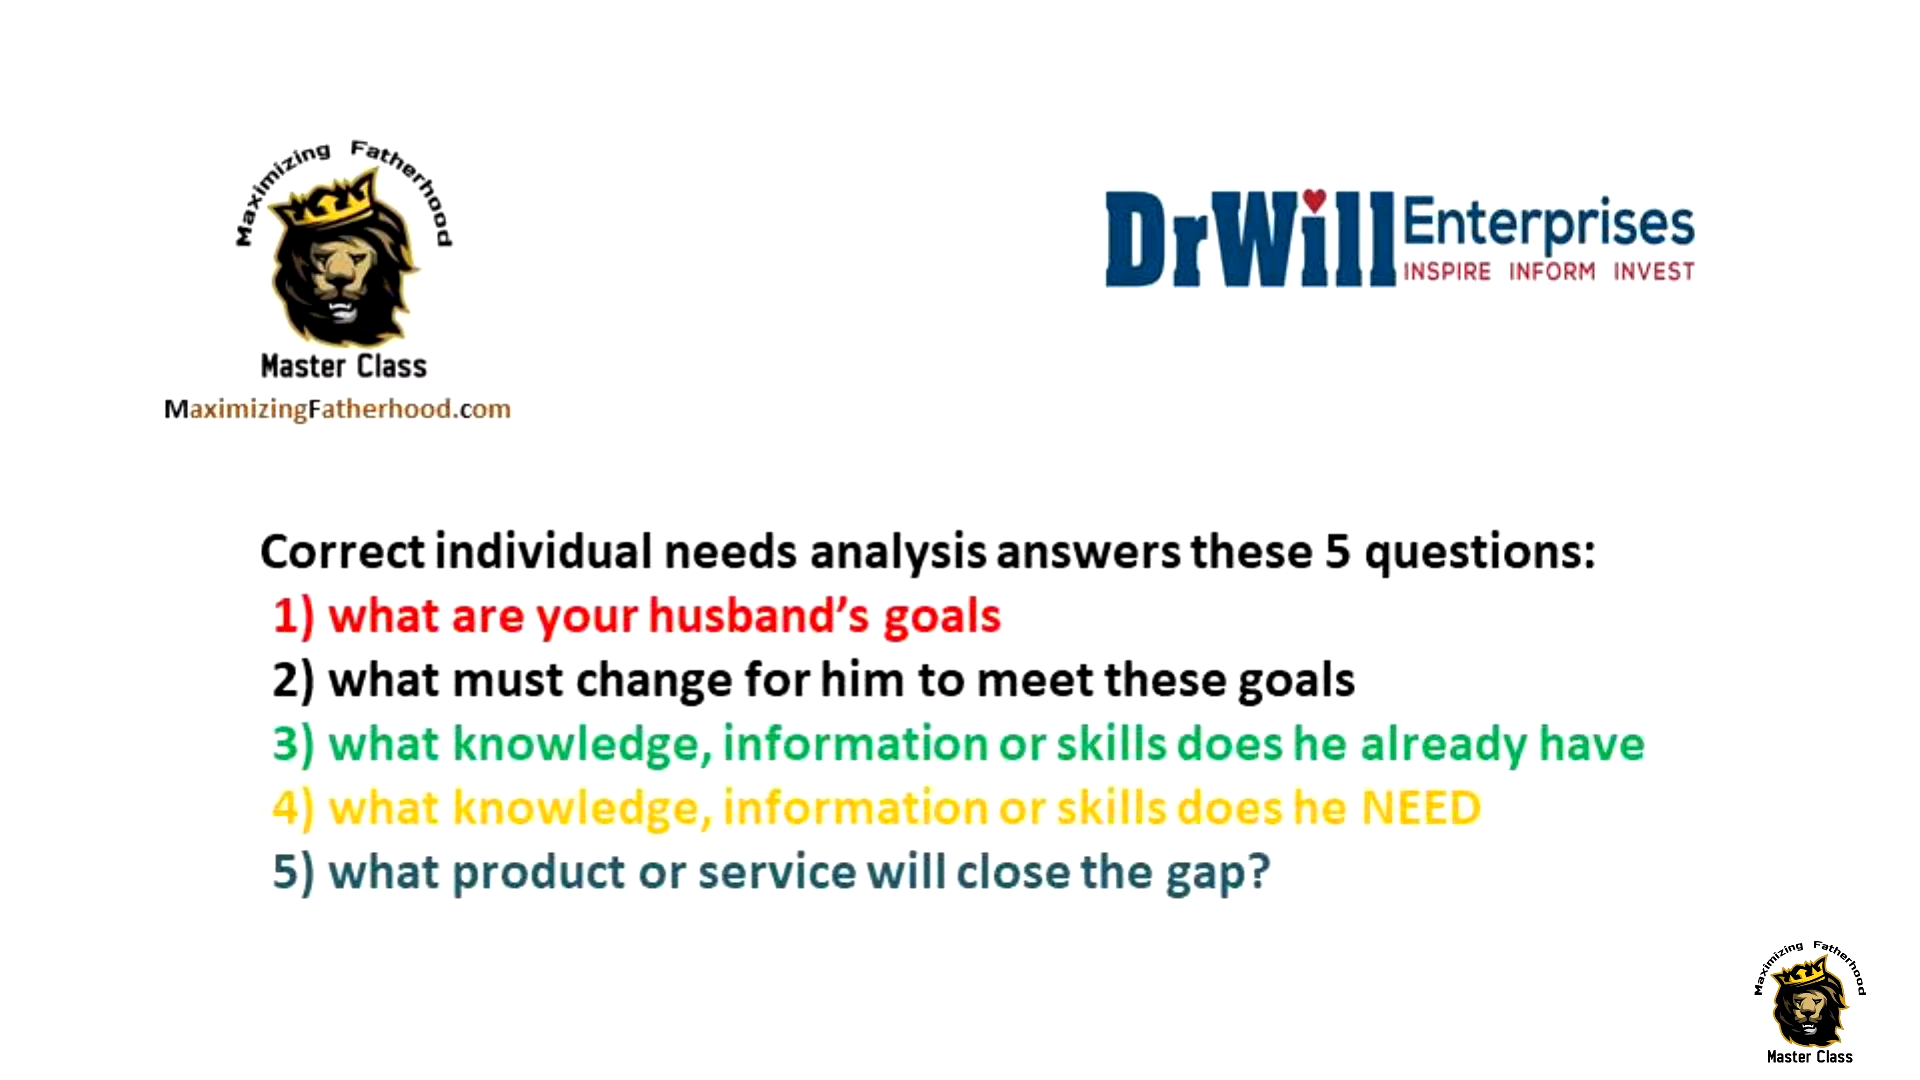 Maximizing Fatherhood
Master Class
MaximizingFatherhood.com
DrWill Enterprises
INSPIRE INFORM INVEST
Correct individual needs analysis answers these 5 questions:
1) what are your husband’s goals
2) what must change for him to meet these goals
3) what knowledge, information or skills does he already have
4) what knowledge, information or skills does he NEED
5) what product or service will close the gap?
Maximizing Fatherhood
Master Class